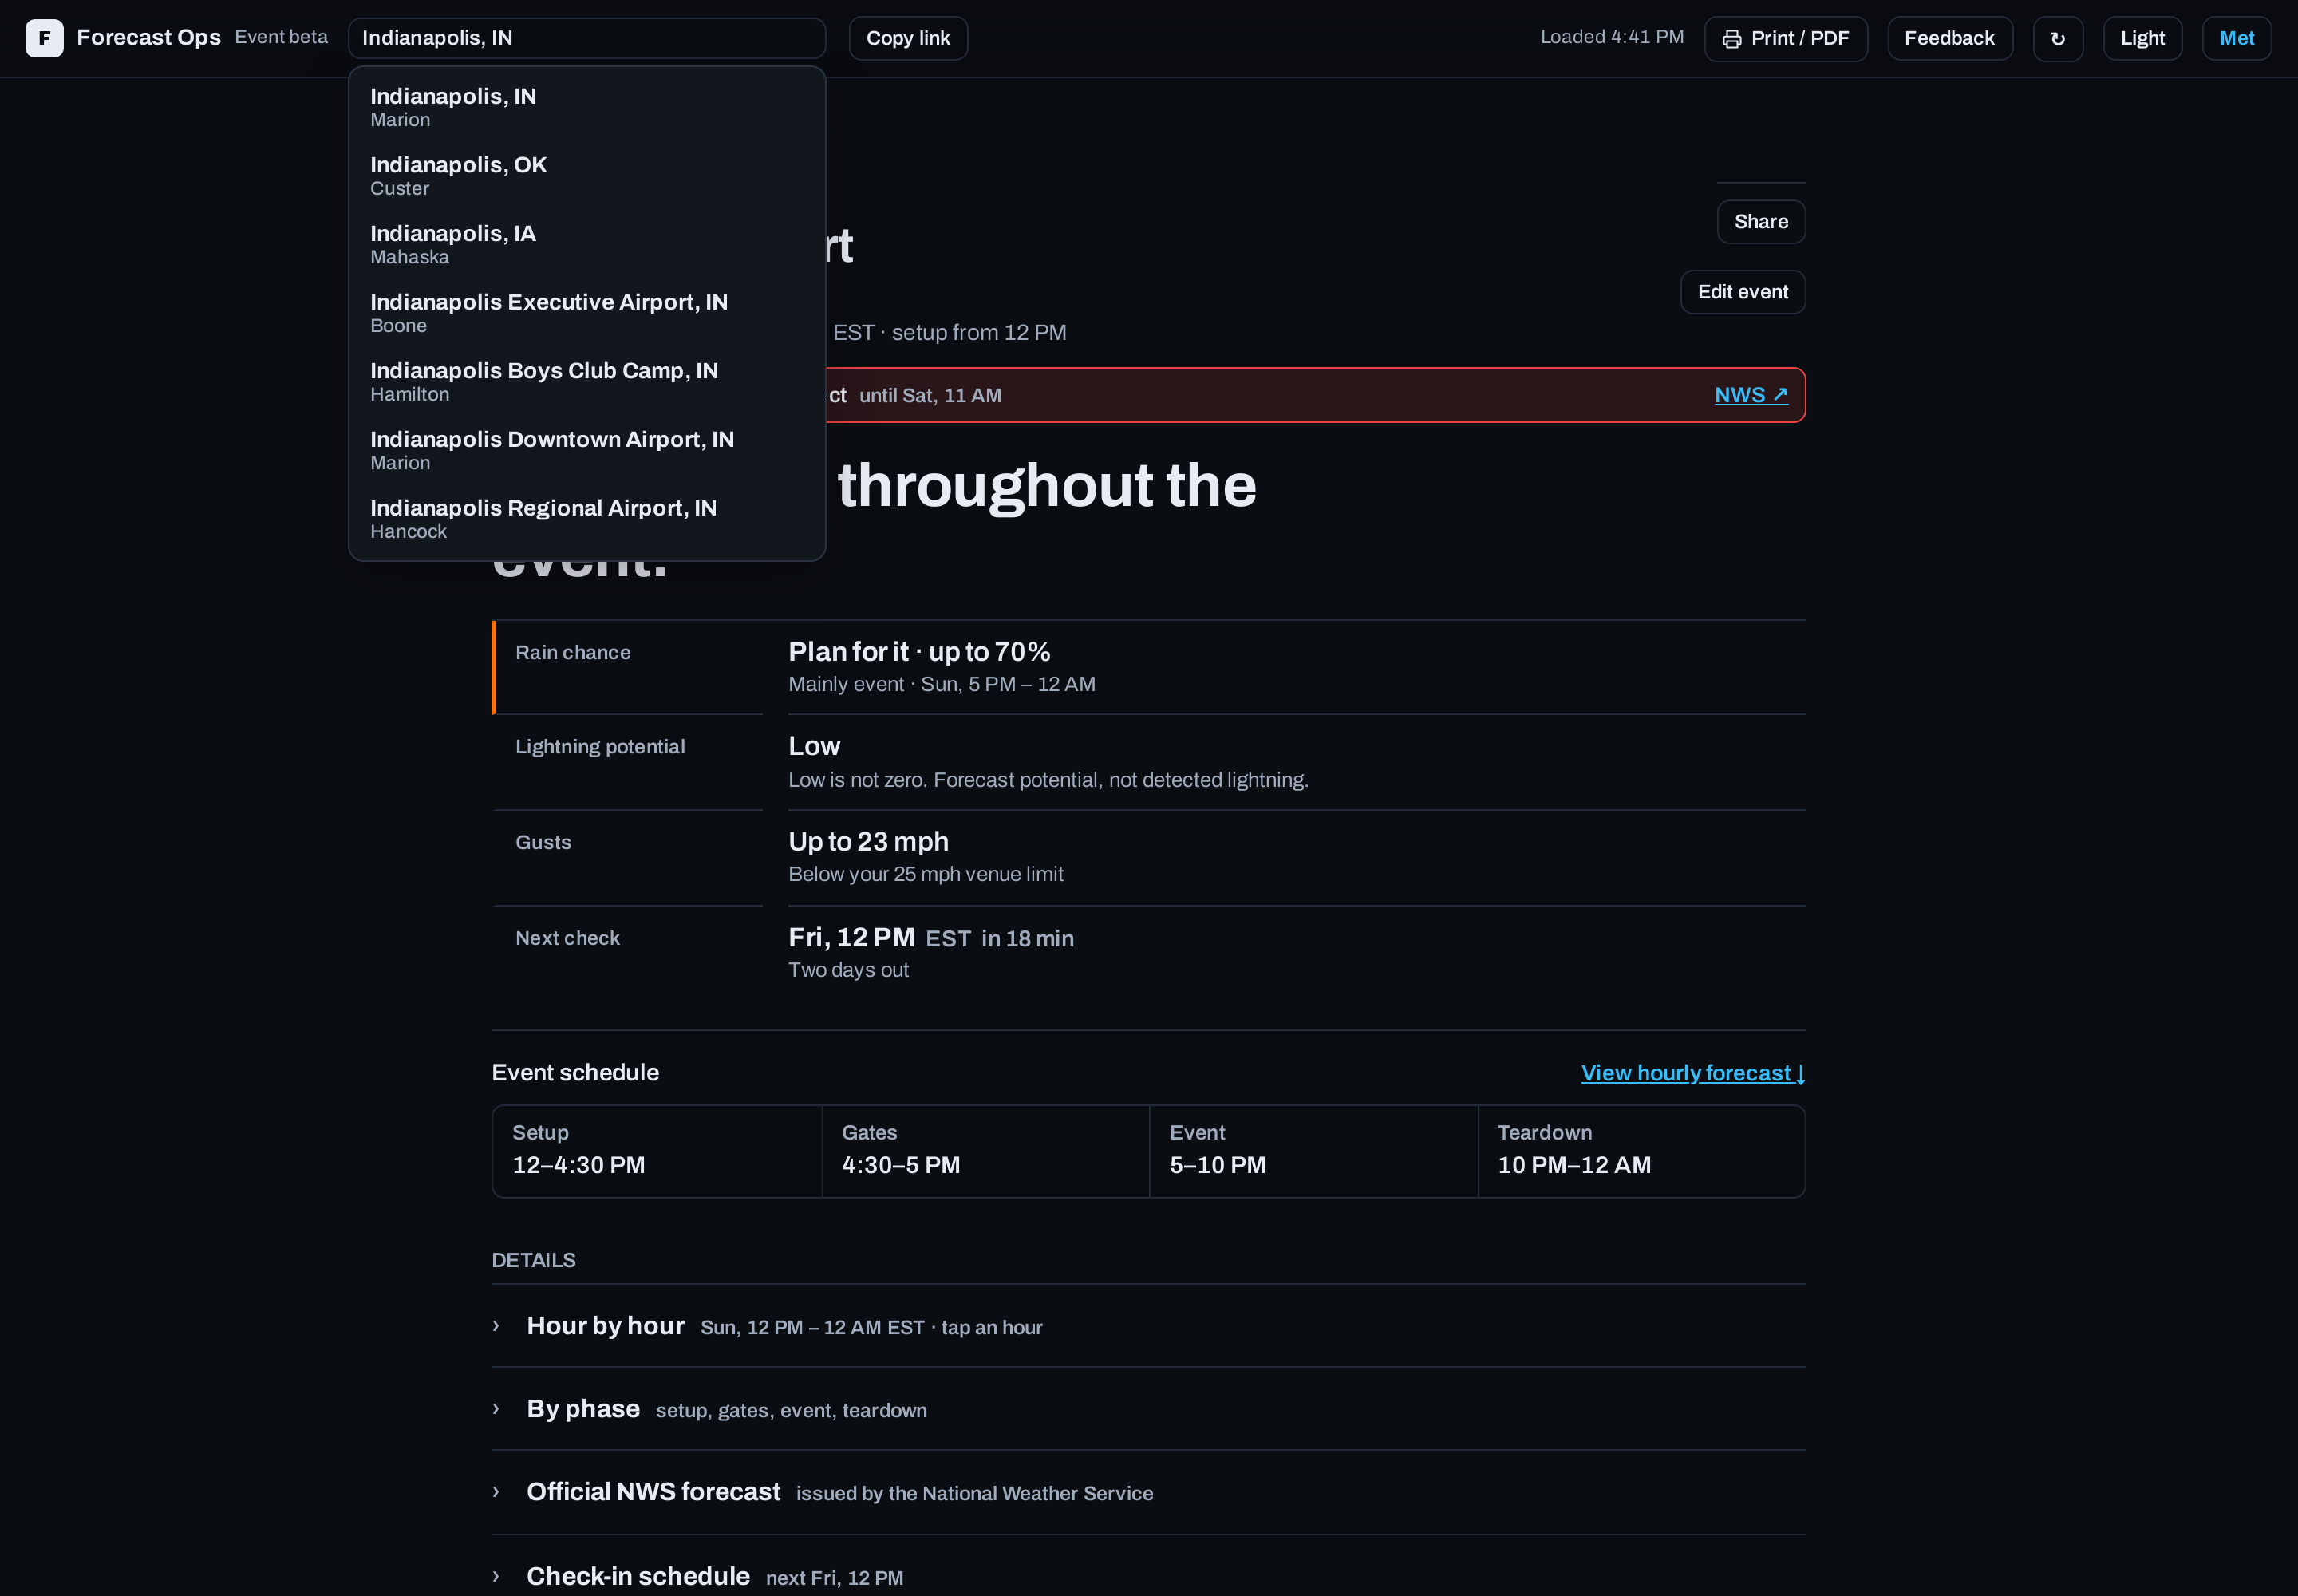 F Forecast Ops Event beta Indianapolis, IN Copy link Loaded 4:41 PM Print / PDF Feedback ↻ Light Met
Indianapolis, IN
Marion
Indianapolis, OK
Custer
Indianapolis, IA
Mahaska
Indianapolis Executive Airport, IN
Boone
Indianapolis Boys Club Camp, IN
Hamilton
Indianapolis Downtown Airport, IN
Marion
Indianapolis Regional Airport, IN
Hancock
Share
rt
Edit event
EST · setup from 12 PM
ct until Sat, 11 AM NWS ↗
throughout the
event.
Rain chance Plan for it · up to 70%
Mainly event · Sun, 5 PM – 12 AM
Lightning potential Low
Low is not zero. Forecast potential, not detected lightning.
Gusts Up to 23 mph
Below your 25 mph venue limit
Next check Fri, 12 PM EST in 18 min
Two days out
Event schedule View hourly forecast ↓
Setup Gates Event Teardown
12–4:30 PM 4:30–5 PM 5–10 PM 10 PM–12 AM
DETAILS
› Hour by hour Sun, 12 PM – 12 AM EST · tap an hour
› By phase setup, gates, event, teardown
› Official NWS forecast issued by the National Weather Service
› Check-in schedule next Fri, 12 PM